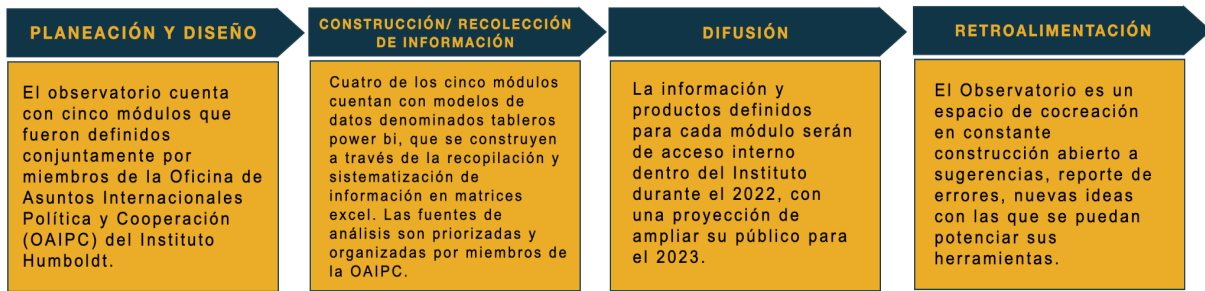 PLANEACIÓN Y DISEÑO
El observatorio cuenta
con cinco módulos que
fueron definidos
conjuntamente por
miembros de la Oficina de
Asuntos Internacionales
Política y Cooperación
(OAIPC) del Instituto
Humboldt.
CONSTRUCCIÓN/ RECOLECCIÓN
DE INFORMACIÓN
Cuatro de los cinco módulos
cuentan con modelos de
datos denominados tableros
power bi, que se construyen
a través de la recopilación y
sistematización de
información en matrices
excel. Las fuentes de
análisis son priorizadas y
organizadas por miembros de
la OAIPC.
DIFUSIÓN
La información y
productos definidos
para cada módulo serán
de acceso interno
dentro del Instituto
durante el 2022, con
una proyección de
ampliar su público para
el 2023.
RETROALIMENTACIÓN
El Observatorio es un
espacio de cocreación
en constante
construcción abierto a
sugerencias, reporte de
errores, nuevas ideas
con las que se puedan
potenciar sus
herramientas.